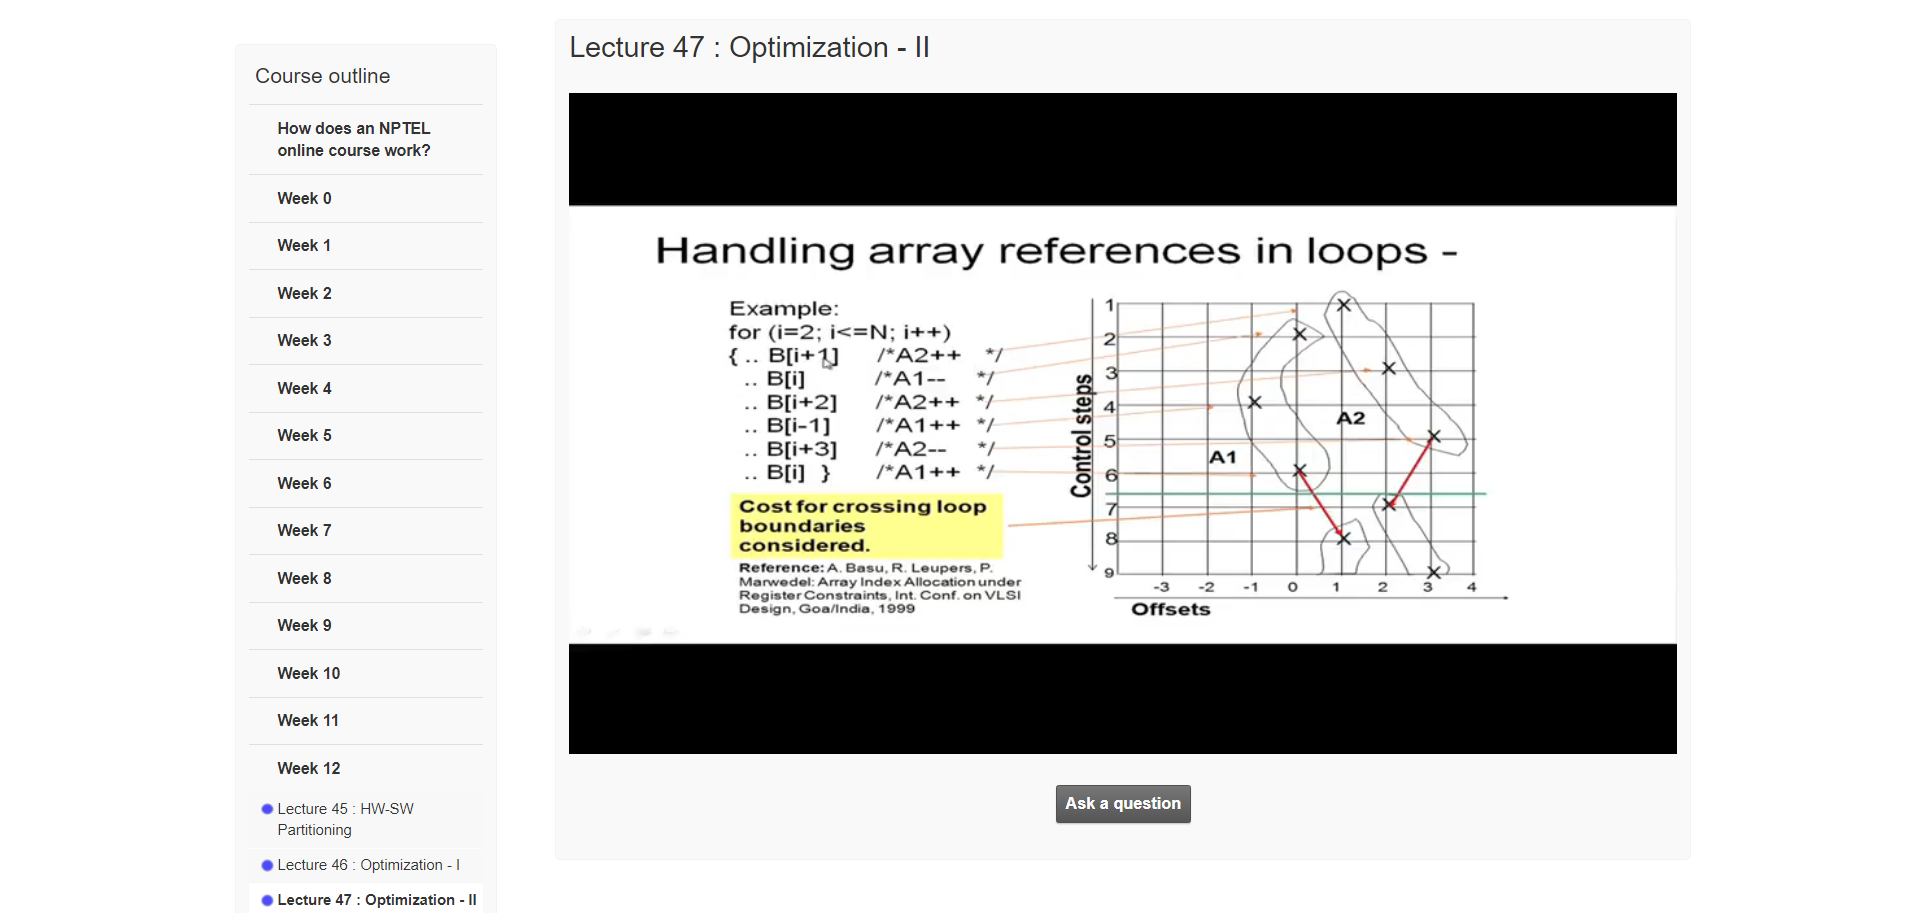 Course outline
How does an NPTEL
online course work?
Week 0
Week 1
Week 2
Week 3
Week 4
Week 5
Week 6
Week 7
Week 8
Week 9
Week 10
Week 11
Week 12
Lecture 45 : HW-SW
Partitioning
Lecture 46 : Optimization - I
Lecture 47 : Optimization - II
Lecture 47 : Optimization - II
Handling array references in loops -
Example:
for (i=2; i<=N; i++)
{ .. B[i+1] /*A2++ */
.. B[i] /*A1-- */
.. B[i+2] /*A2++ */
.. B[i-1] /*A1++ */
.. B[i+3] /*A2-- */
.. B[i] } /*A1++ */
Cost for crossing loop
boundaries
considered.
Reference: A. Basu, R. Leupers, P.
Marwedel: Array Index Allocation under
Register Constraints, Int. Conf. on VLSI
Design, Goa/India, 1999
Control steps
1
2
3
4
5
6
7
8
9
A1
A2
-3 -2 -1 0 1 2 3 4
Offsets
Ask a question